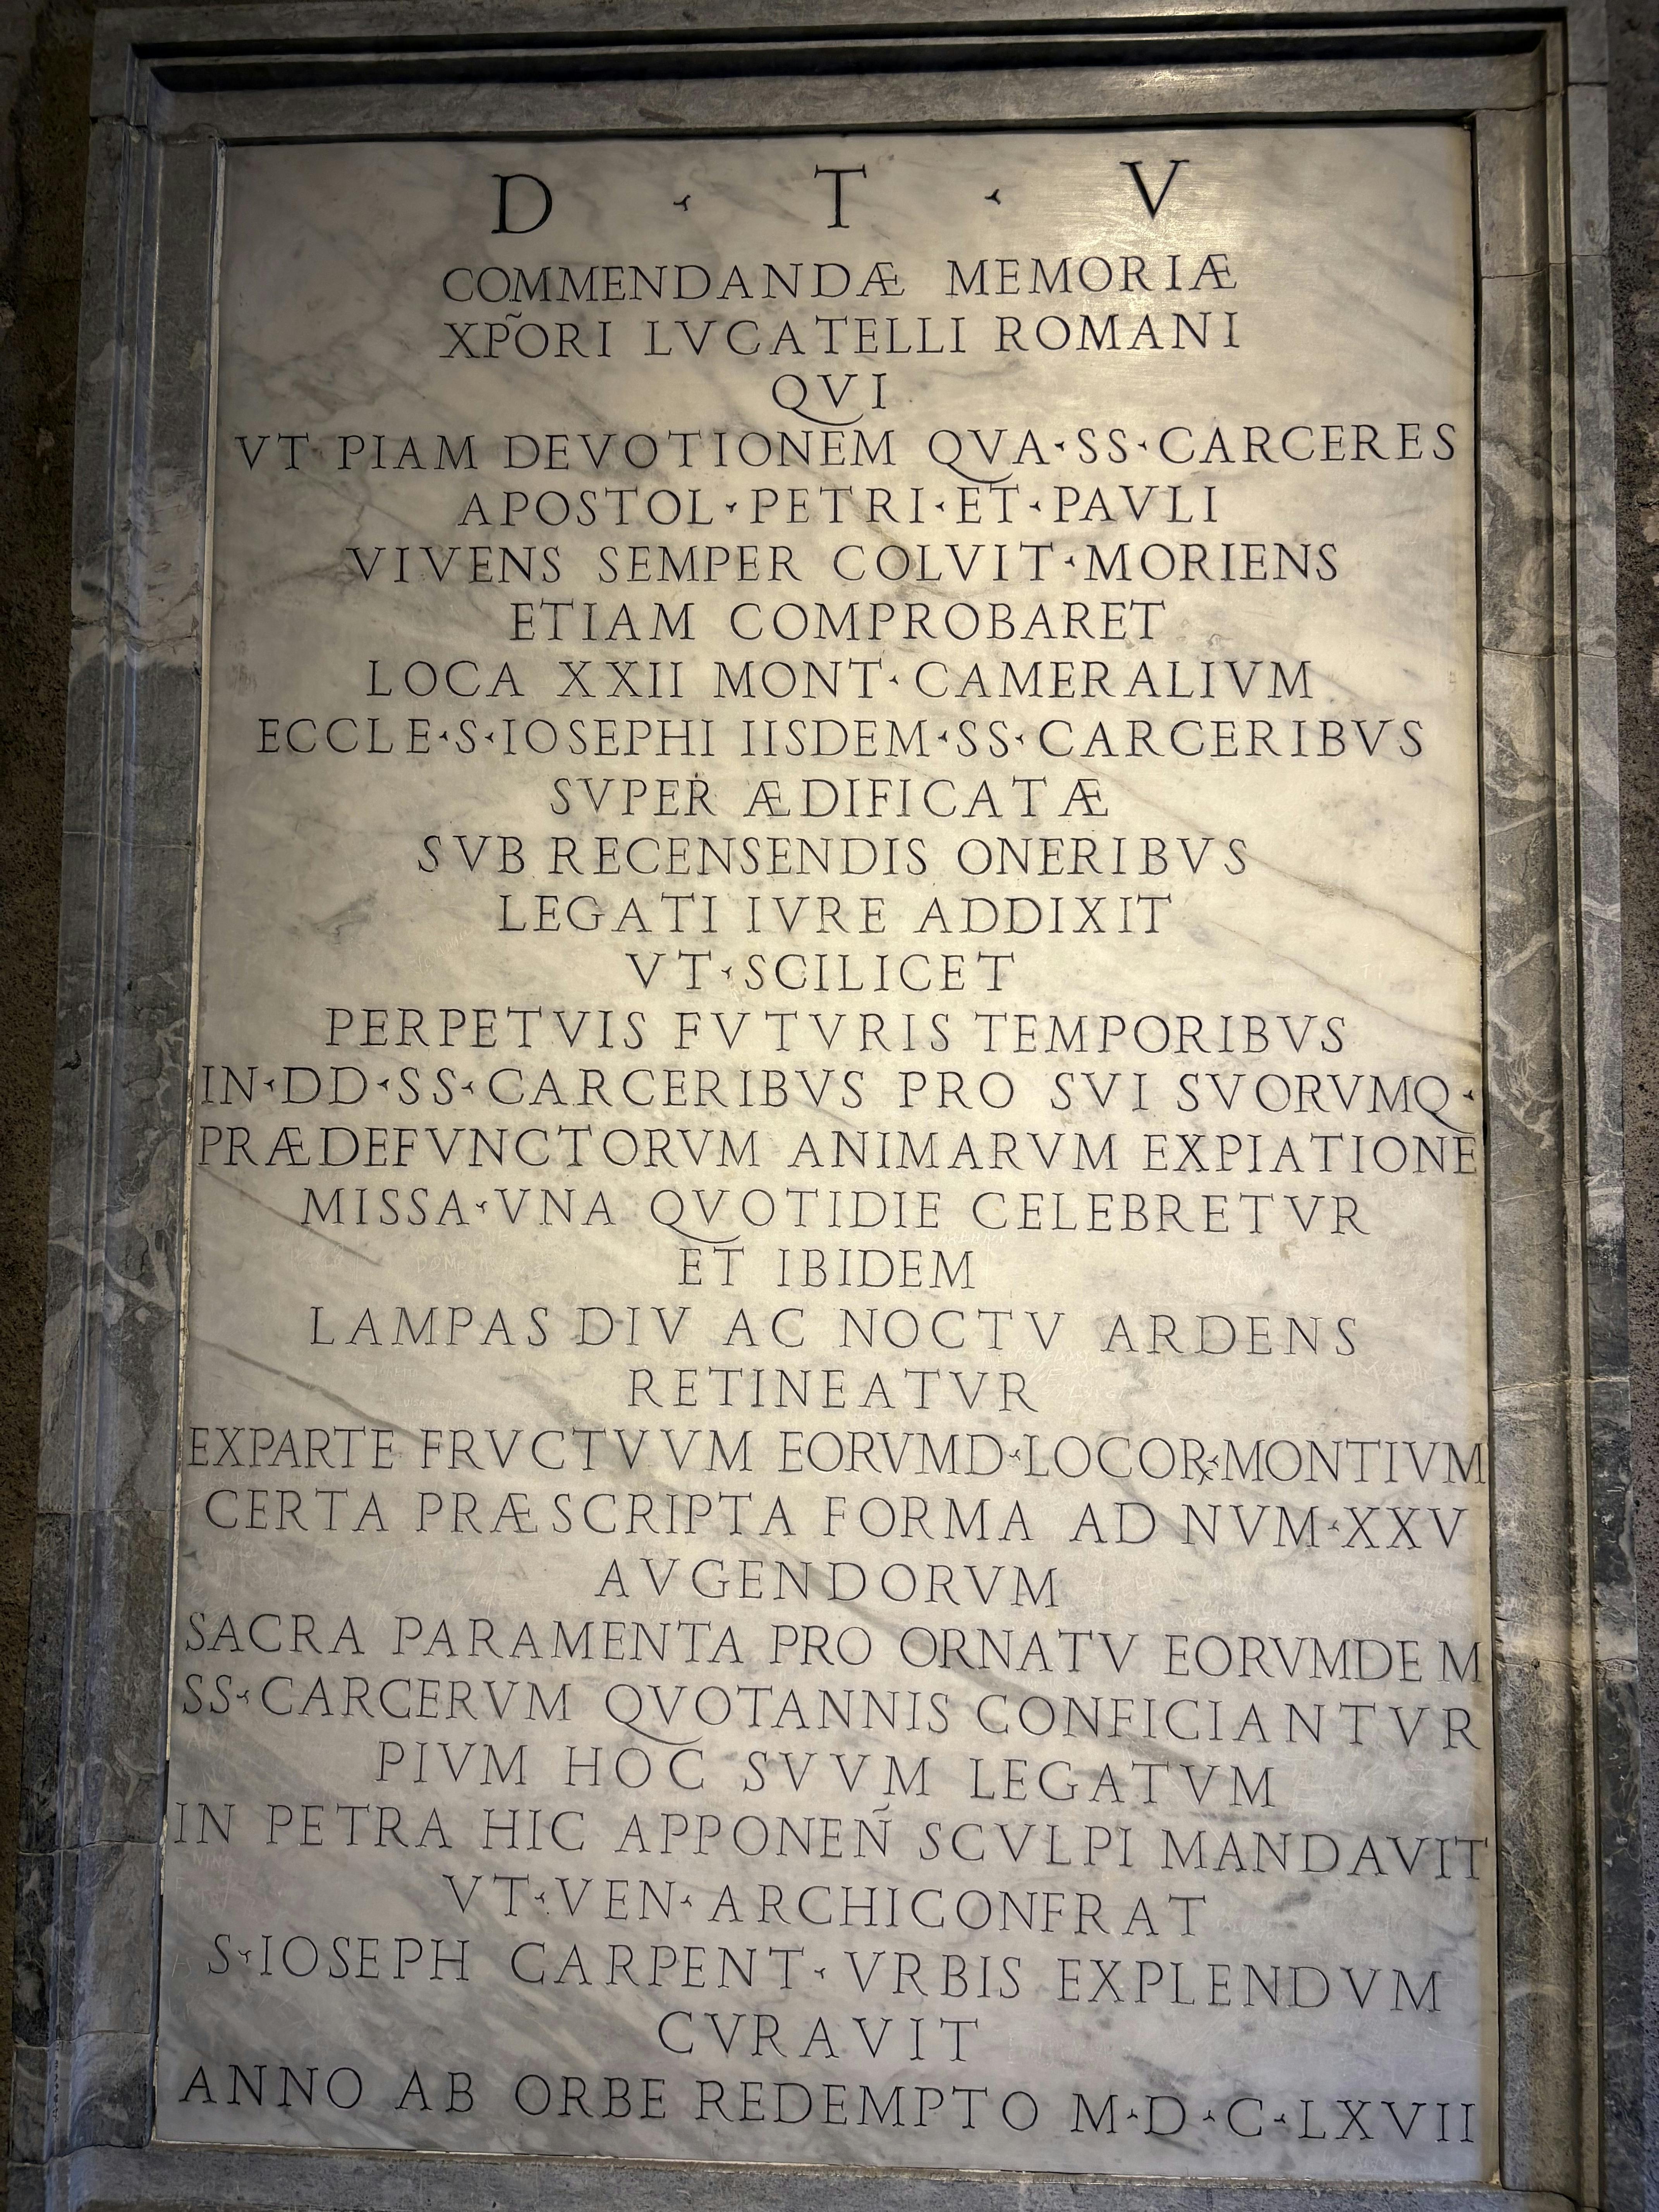 D · T · V
COMMENDANDÆ MEMORIÆ
XPÕRI LVCATELLI ROMANI
QVI
VT PIAM DEVOTIONEM QVA·SS·CARCERES
APOSTOL·PETRI·ET·PAVLI
VIVENS SEMPER COLVIT·MORIENS
ETIAM COMPROBARET
LOCA XXII MONT·CAMERALIVM
ECCLE·S·IOSEPHI IISDEM·SS·CARCERIBVS
SVPER ÆDIFICATÆ
SVB RECENSENDIS ONERIBVS
LEGATI IVRE ADDIXIT
VT·SCILICET
PERPETVIS FVTVRIS TEMPORIBVS
IN·DD·SS·CARCERIBVS PRO SVI SVORVMQ·
PRÆDEFVNCTORVM ANIMARVM EXPIATIONE
MISSA·VNA QVOTIDIE CELEBRETVR
ET IBIDEM
LAMPAS DIV AC NOCTV ARDENS
RETINEATVR
EXPARTE FRVCTVVM EORVMD·LOCOꝝ·MONTIVM
CERTA PRÆSCRIPTA FORMA AD NVM·XXV
AVGENDORVM
SACRA PARAMENTA PRO ORNATV EORVMDEM
SS·CARCERVM QVOTANNIS CONFICIANTVR
PIVM HOC SVVM LEGATVM
IN PETRA HIC APPONEÑ SCVLPI MANDAVIT
VT·VEN·ARCHICONFRAT
S·IOSEPH CARPENT·VRBIS EXPLENDVM
CVRAVIT
ANNO AB ORBE REDEMPTO M·D·C·LXVII